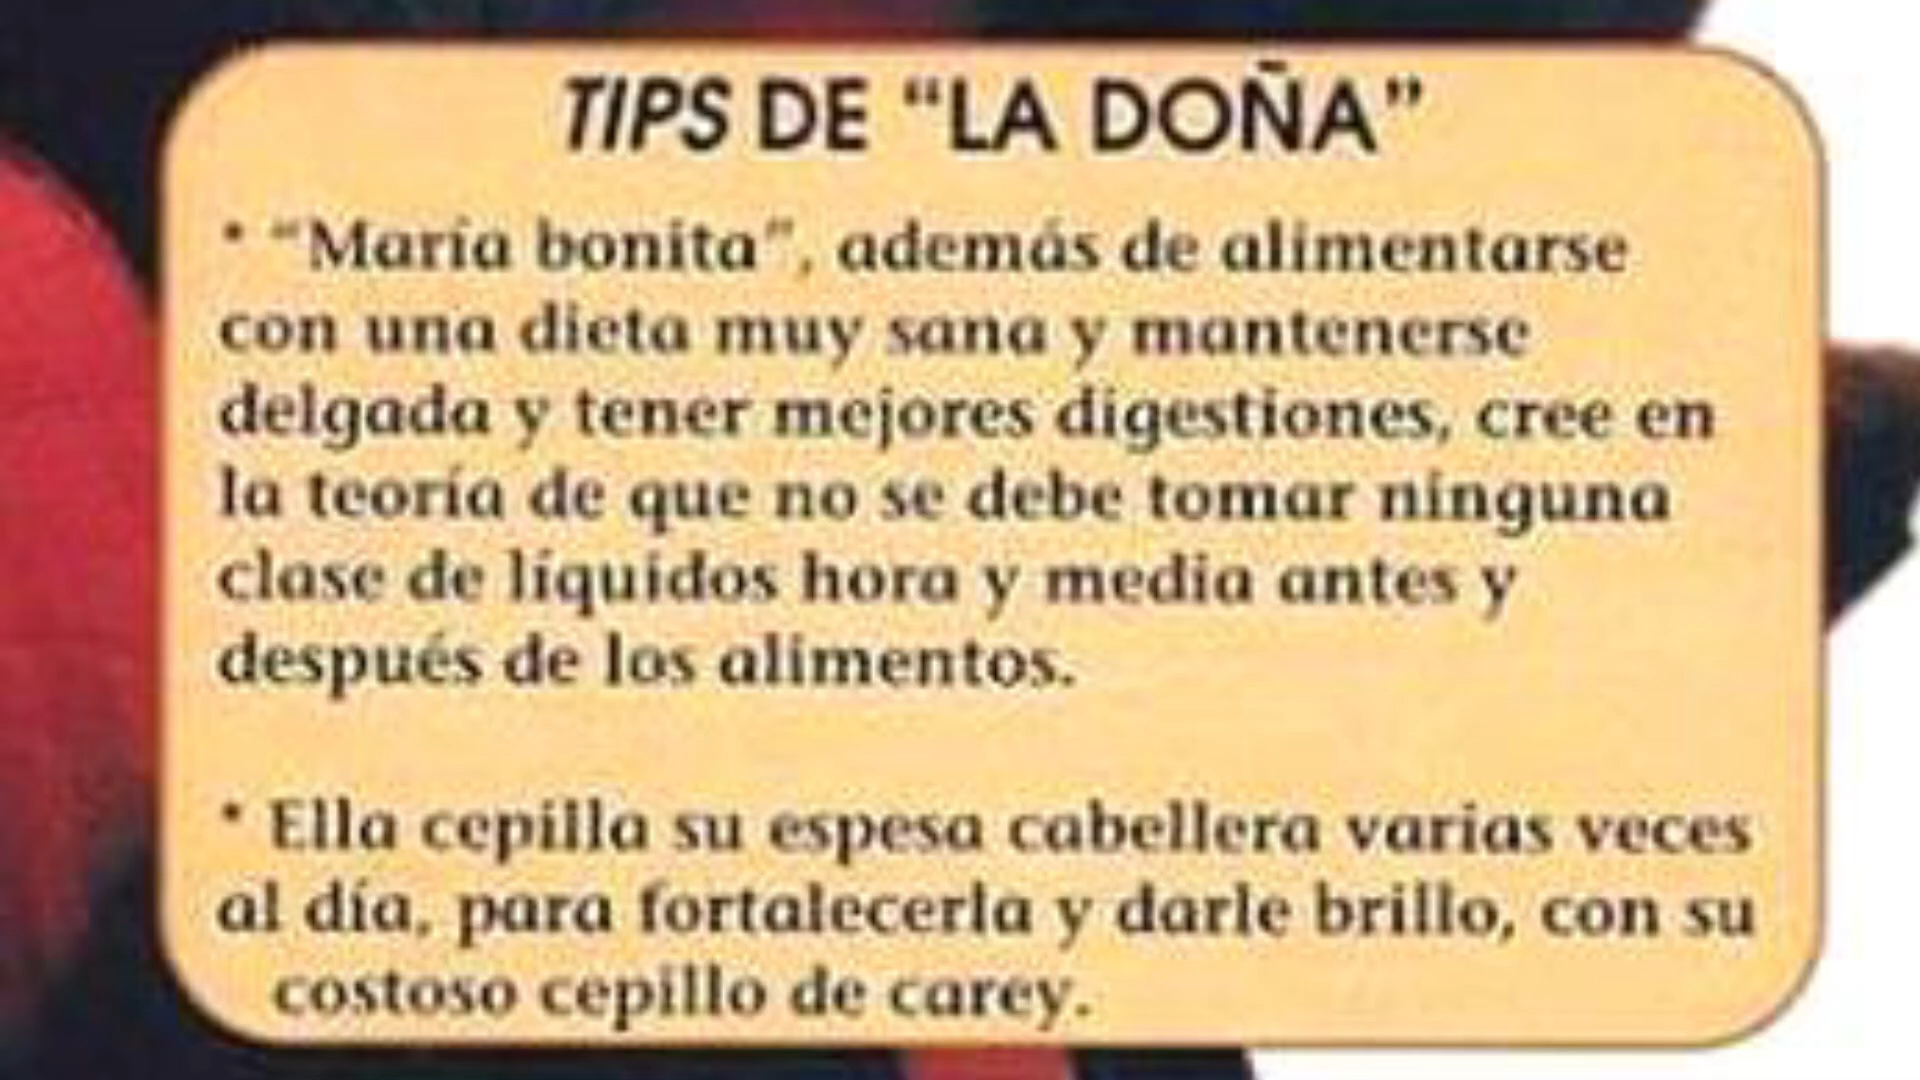 TIPS DE “LA DOÑA”
* “María bonita”, además de alimentarse
con una dieta muy sana y mantenerse
delgada y tener mejores digestiones, cree en
la teoría de que no se debe tomar ninguna
clase de líquidos hora y media antes y
después de los alimentos.
* Ella cepilla su espesa cabellera varias veces
al día, para fortalecerla y darle brillo, con su
costoso cepillo de carey.